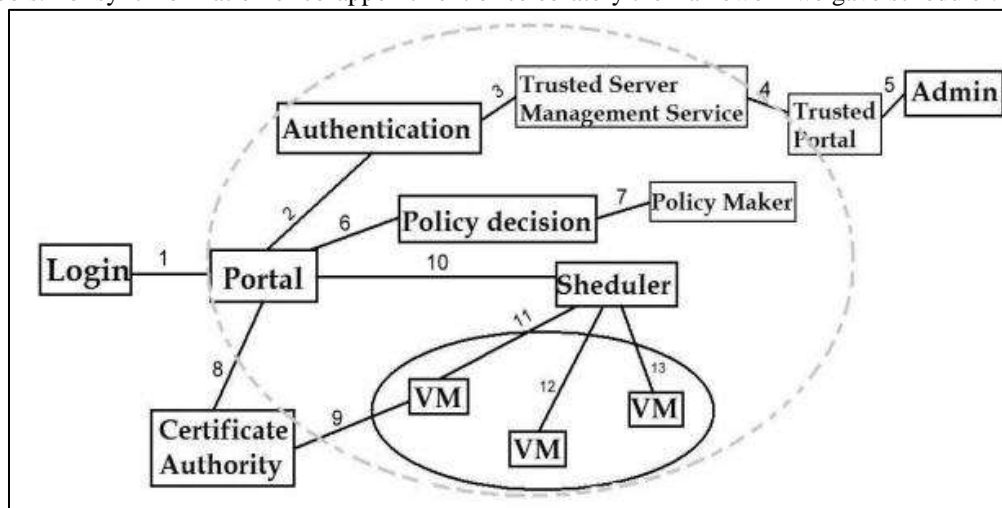 3
Trusted Server
Management Service
4
5
Admin
Trusted
Portal
Authentication
2
6
Policy decision
7
Policy Maker
Login
1
Portal
10
Sheduler
11
12
13
8
VM
VM
VM
9
Certificate
Authority